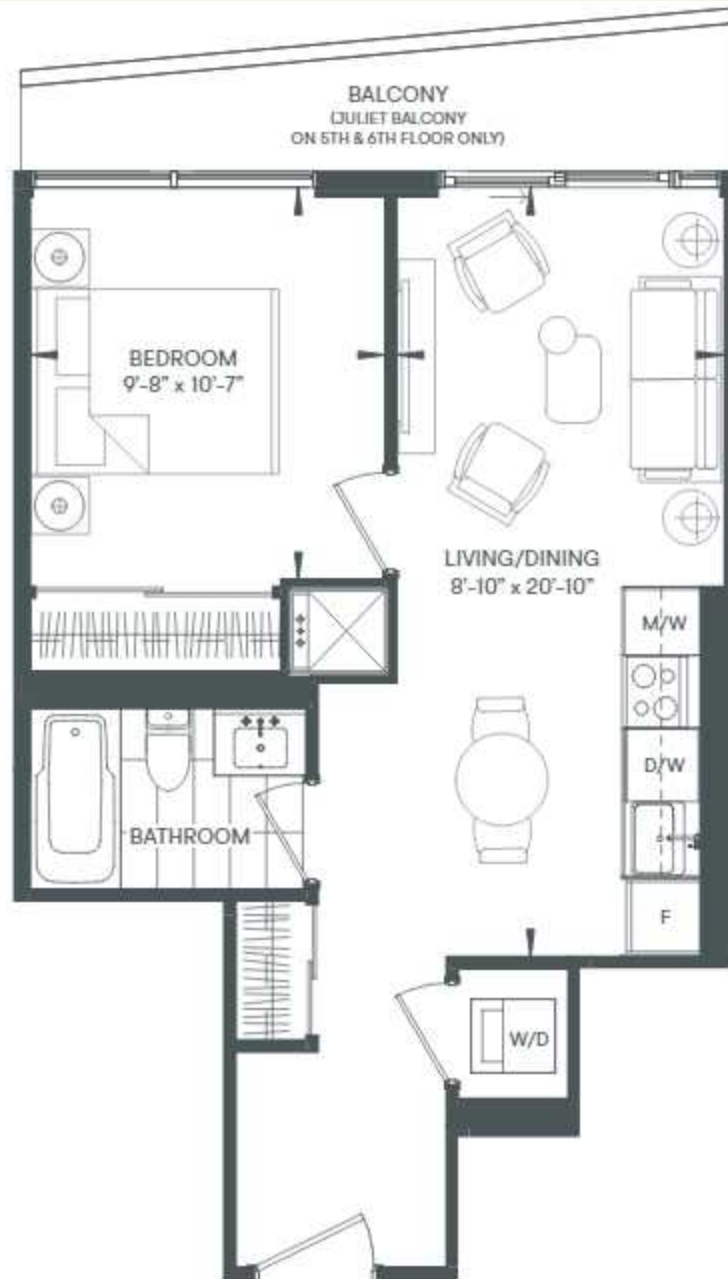 BALCONY
(JULIET BALCONY
ON 5TH & 6TH FLOOR ONLY)
BEDROOM
9'-8" x 10'-7"
LIVING/DINING
8'-10" x 20'-10"
M/W
D/W
BATHROOM
F
W/D